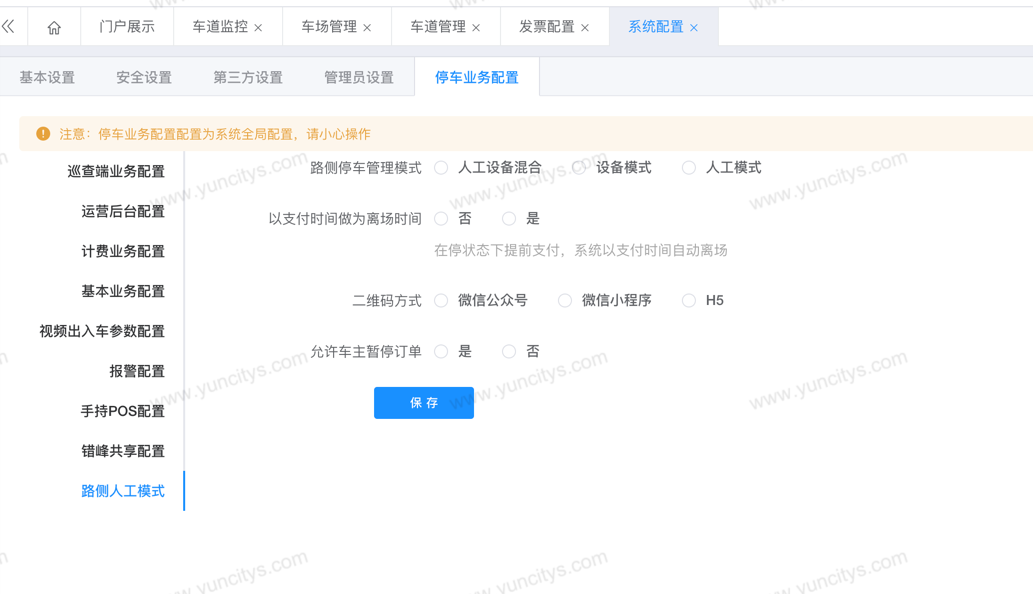 门户展示 车道监控 车场管理 车道管理 发票配置 系统配置
基本设置 安全设置 第三方设置 管理员设置 停车业务配置
注意：停车业务配置配置为系统全局配置，请小心操作
巡查端业务配置
运营后台配置
计费业务配置
基本业务配置
视频出入车参数配置
报警配置
手持POS配置
错峰共享配置
路侧人工模式
路侧停车管理模式 人工设备混合 设备模式 人工模式
以支付时间做为离场时间 否 是
在停状态下提前支付，系统以支付时间自动离场
二维码方式 微信公众号 微信小程序 H5
允许车主暂停订单 是 否
保 存
www.yuncitys.com
www.yuncitys.com
www.yuncitys.com
www.yuncitys.com
www.yuncitys.com
www.yuncitys.com
www.yuncitys.com
www.yuncitys.com
www.yuncitys.com